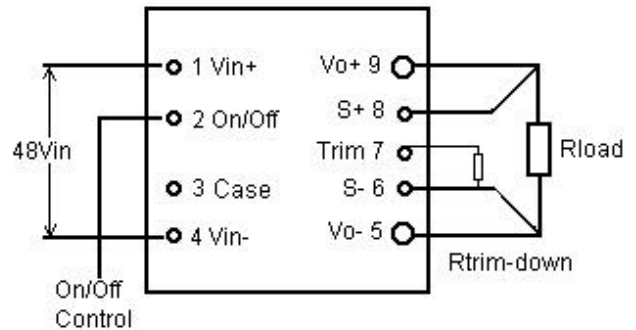 1 Vin+
Vo+ 9
S+ 8
2 On/Off
48Vin
Trim 7
Rload
3 Case
S- 6
4 Vin-
Vo- 5
Rtrim-down
On/Off
Control